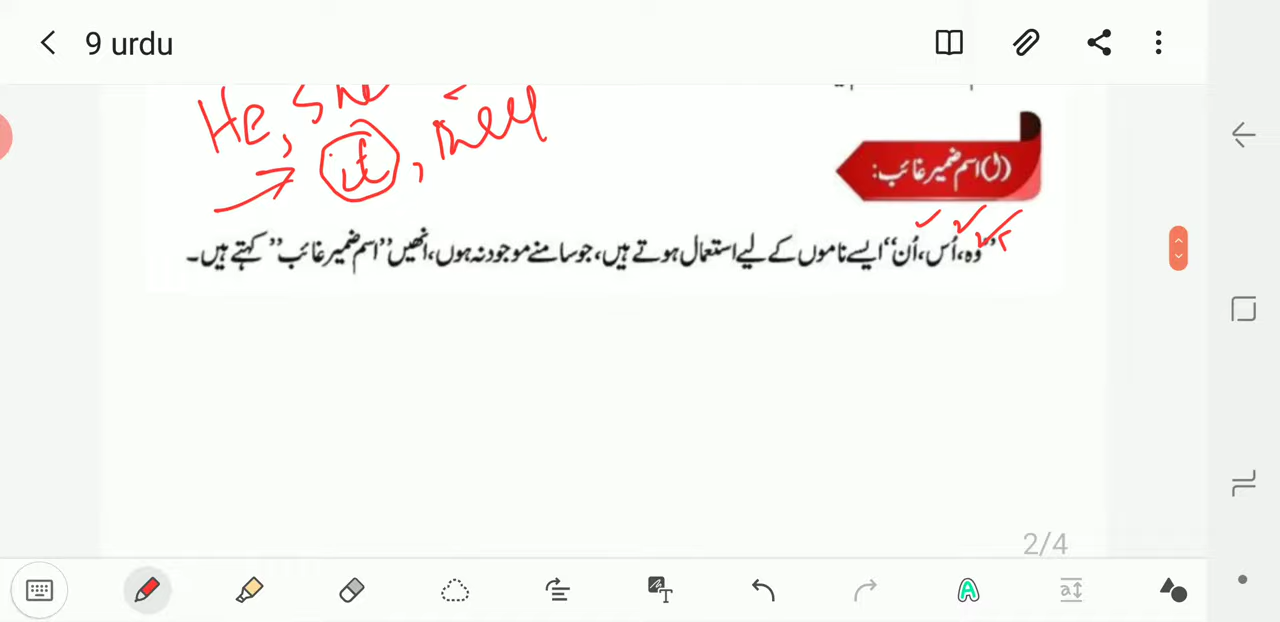 9 urdu
He, She
it, they
(ل) اسم ضمیر غائب:
”وہ، اُس، اُن“ ایسے ناموں کے لیے استعمال ہوتے ہیں، جو سامنے موجود نہ ہوں، انھیں ”اسم ضمیر غائب” کہتے ہیں۔
2/4